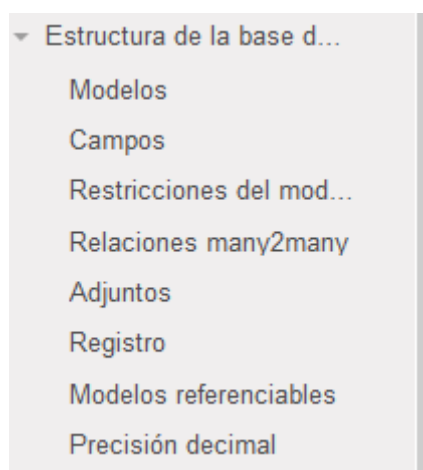 Estructura de la base d...
Modelos
Campos
Restricciones del mod...
Relaciones many2many
Adjuntos
Registro
Modelos referenciables
Precisión decimal